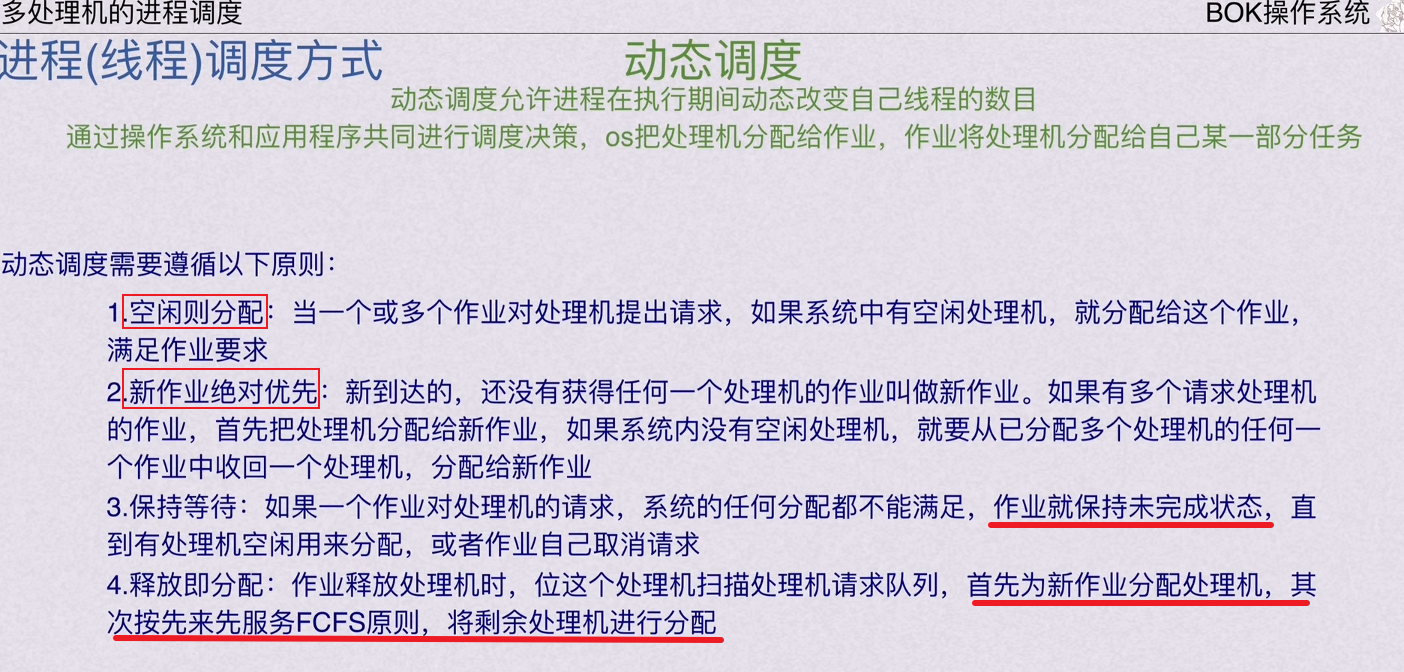 多处理机的进程调度
BOK操作系统
进程(线程)调度方式
动态调度
动态调度允许进程在执行期间动态改变自己线程的数目
通过操作系统和应用程序共同进行调度决策，os把处理机分配给作业，作业将处理机分配给自己某一部分任务
动态调度需要遵循以下原则：
1.空闲则分配：当一个或多个作业对处理机提出请求，如果系统中有空闲处理机，就分配给这个作业，
满足作业要求
2.新作业绝对优先：新到达的，还没有获得任何一个处理机的作业叫做新作业。如果有多个请求处理机
的作业，首先把处理机分配给新作业，如果系统内没有空闲处理机，就要从已分配多个处理机的任何一
个作业中收回一个处理机，分配给新作业
3.保持等待：如果一个作业对处理机的请求，系统的任何分配都不能满足，作业就保持未完成状态，直
到有处理机空闲用来分配，或者作业自己取消请求
4.释放即分配：作业释放处理机时，位这个处理机扫描处理机请求队列，首先为新作业分配处理机，其
次按先来先服务FCFS原则，将剩余处理机进行分配